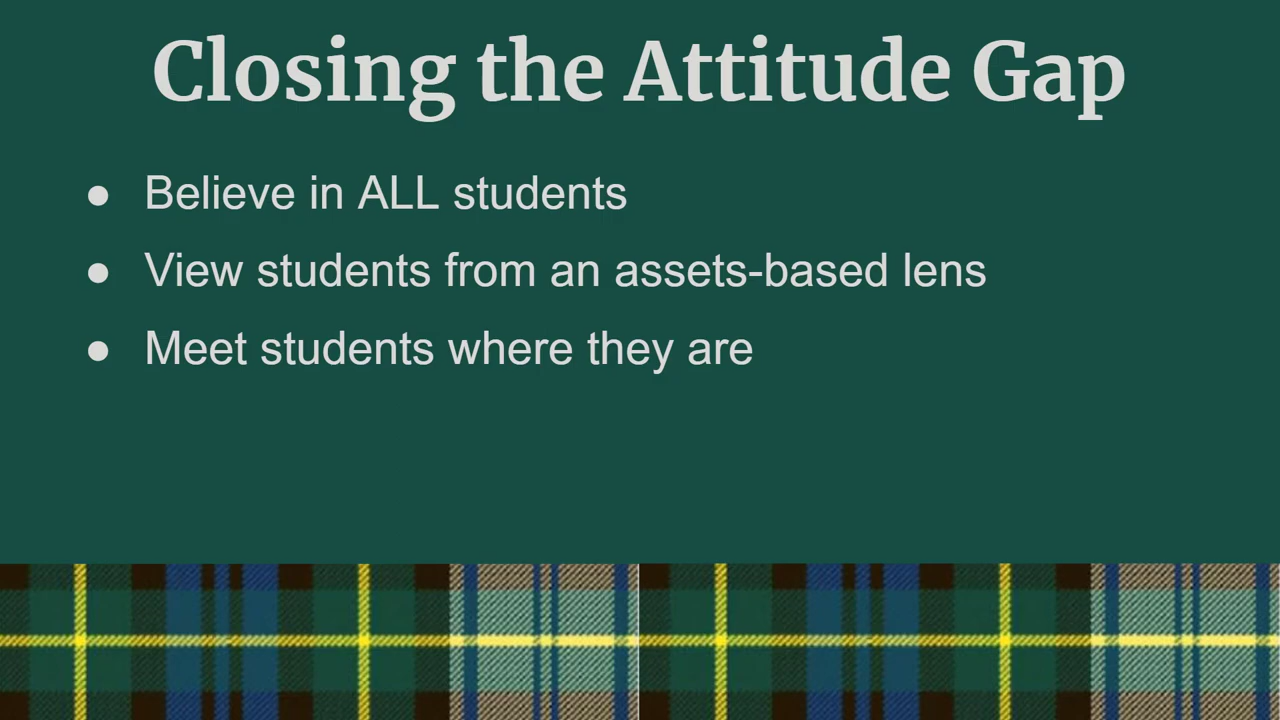 Closing the Attitude Gap
● Believe in ALL students
● View students from an assets-based lens
● Meet students where they are